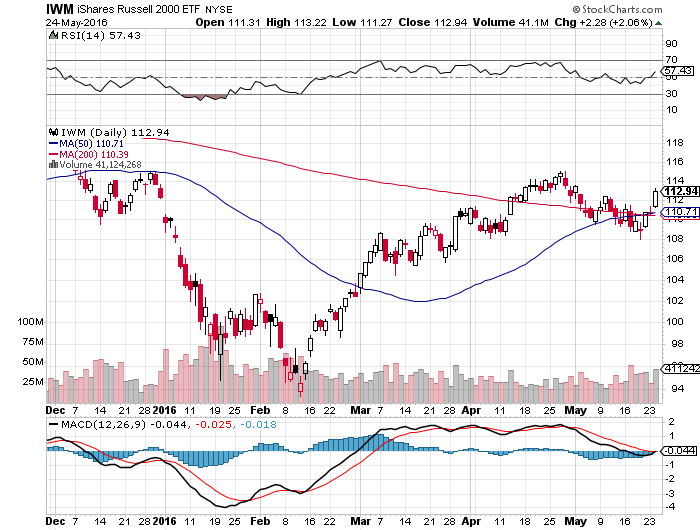 IWM iShares Russell 2000 ETF NYSE © StockCharts.com
24-May-2016 Open 111.31 High 113.22 Low 111.27 Close 112.94 Volume 41.1M Chg +2.28 (+2.06%)
RSI(14) 57.43
90
70
57.43
50
30
10
IWM (Daily) 112.94
MA(50) 110.71
MA(200) 110.39
Volume 41,124,268
118
116
114
112.94
112
110.71
108
106
104
102
100M 100
75M 98
50M 96
41124268
25M 94
Dec 7 14 21 28 2016 11 19 25 Feb 8 16 22 Mar 7 14 21 28 Apr 11 18 25 May 9 16 23
MACD(12,26,9) -0.044, -0.025, -0.018
2
1
-0.044
-1
-2
-3
-4
Dec 7 14 21 28 2016 11 19 25 Feb 8 16 22 Mar 7 14 21 28 Apr 11 18 25 May 9 16 23